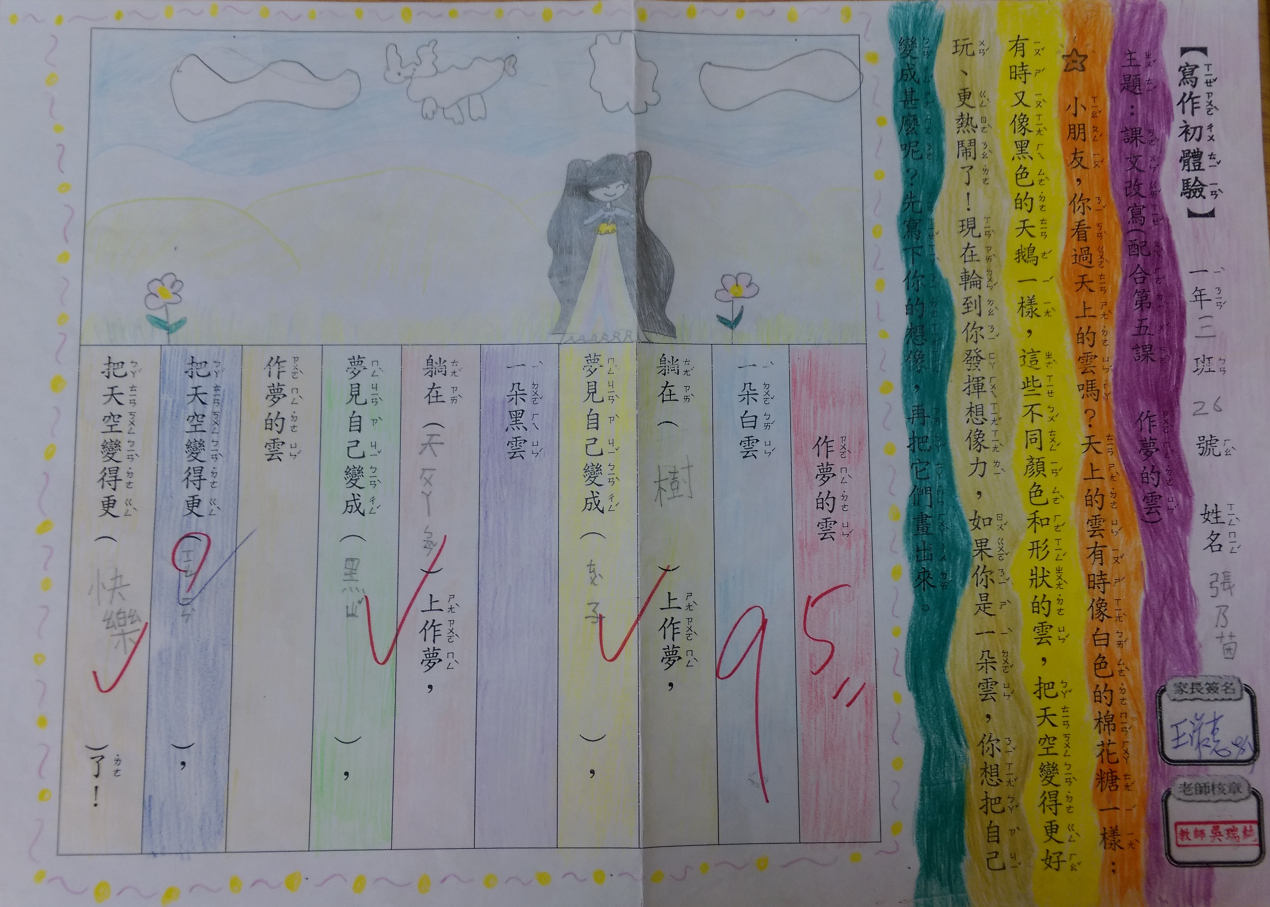 【寫作初體驗】 一年(二)班 26 號 姓名 張乃茵
主題：課文改寫(配合第五課 作夢的雲)
小朋友，你看過天上的雲嗎？天上的雲有時像白色的棉花糖一樣；
有時又像黑色的天鵝一樣，這些不同顏色和形狀的雲，把天空變得更好
玩、更熱鬧了！現在輪到你發揮想像力，如果你是一朵雲，你想把自己
變成甚麼呢？先寫下你的想像，再把它們畫出來。
家長簽名
老師核章
教師吳瑞
作夢的雲
95
一朵白雲
躺在(樹)上作夢，
夢見自己變成(子)，
一朵黑雲
躺在(天ㄞㄚ)上作夢，
夢見自己變成(黑)，
作夢的雲
把天空變得更()，
把天空變得更(快樂)了！